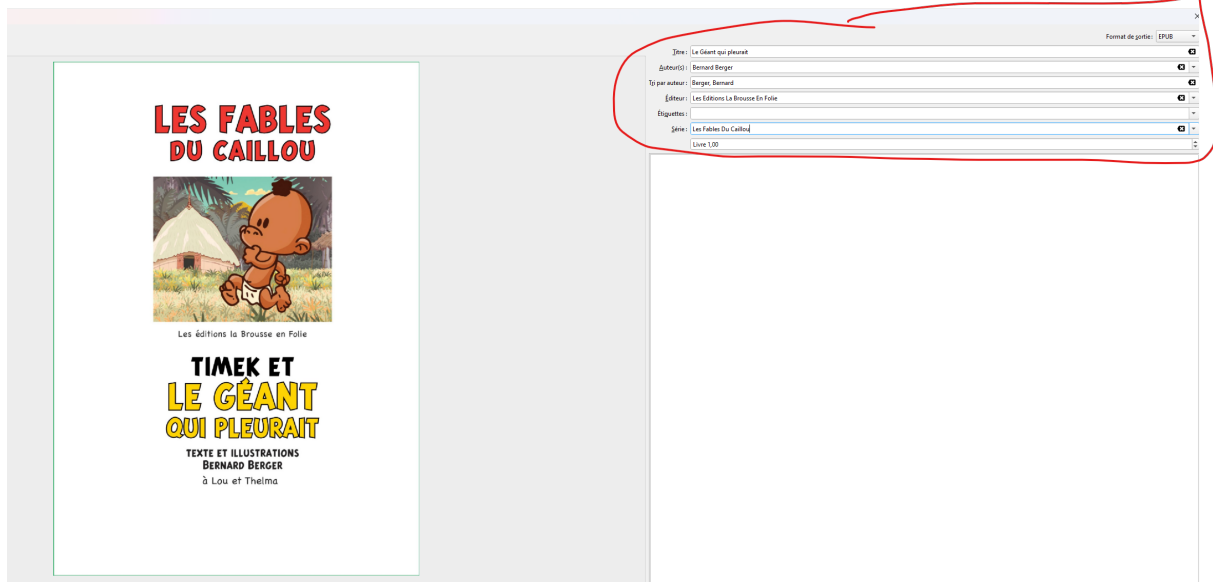 Format de sortie : EPUB
Titre : Le Géant qui pleurait
Auteur(s) : Bernard Berger
Tri par auteur : Berger, Bernard
Éditeur : Les Editions La Brousse En Folie
Étiquettes :
Série : Les Fables Du Caillou
Livre 1,00
LES FABLES
DU CAILLOU
Les éditions la Brousse en Folie
TIMEK ET
LE GÉANT
QUI PLEURAIT
TEXTE ET ILLUSTRATIONS
BERNARD BERGER
à Lou et Thelma